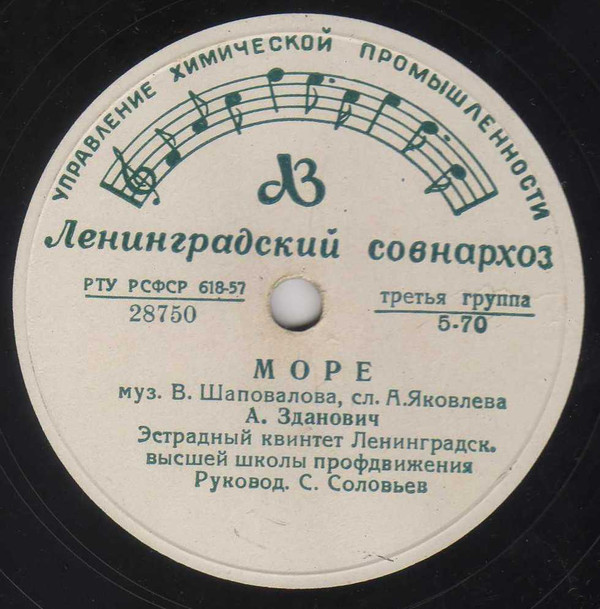 УПРАВЛЕНИЕ ХИМИЧЕСКОЙ ПРОМЫШЛЕННОСТИ
АЗ
Ленинградский совнархоз
РТУ РСФСР 618-57
28750
третья группа
5-70
МОРЕ
муз. В. Шаповалова, сл. А.Яковлева
А. Зданович
Эстрадный квинтет Ленинградск.
высшей школы профдвижения
Руковод. С. Соловьев